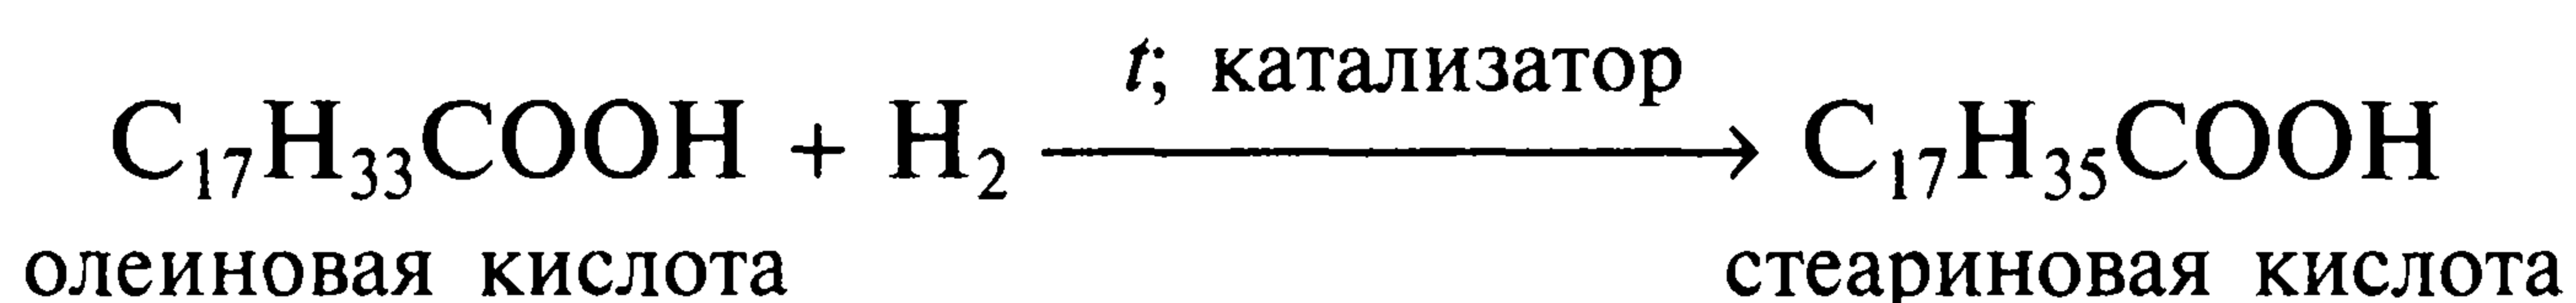 t; катализатор
C₁₇H₃₃COOH + H₂ ⟶ C₁₇H₃₅COOH
олеиновая кислота стеариновая кислота